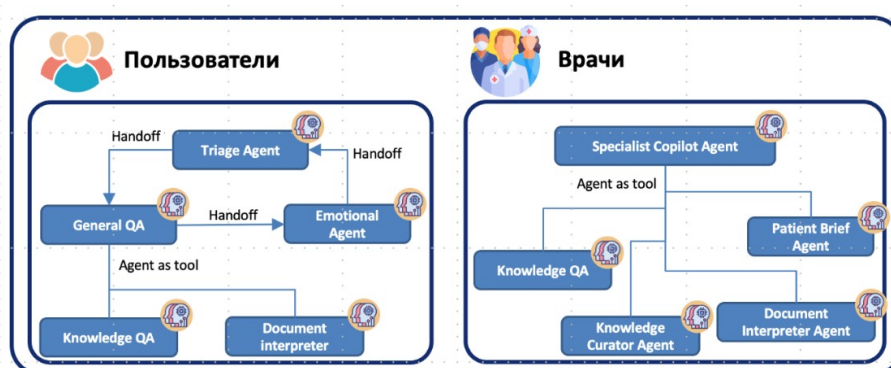 Пользователи
Handoff
Triage Agent
Handoff
General QA
Handoff
Emotional
Agent
Agent as tool
Knowledge QA
Document
interpreter
Врачи
Specialist Copilot Agent
Agent as tool
Patient Brief
Agent
Knowledge QA
Knowledge
Curator Agent
Document
Interpreter Agent